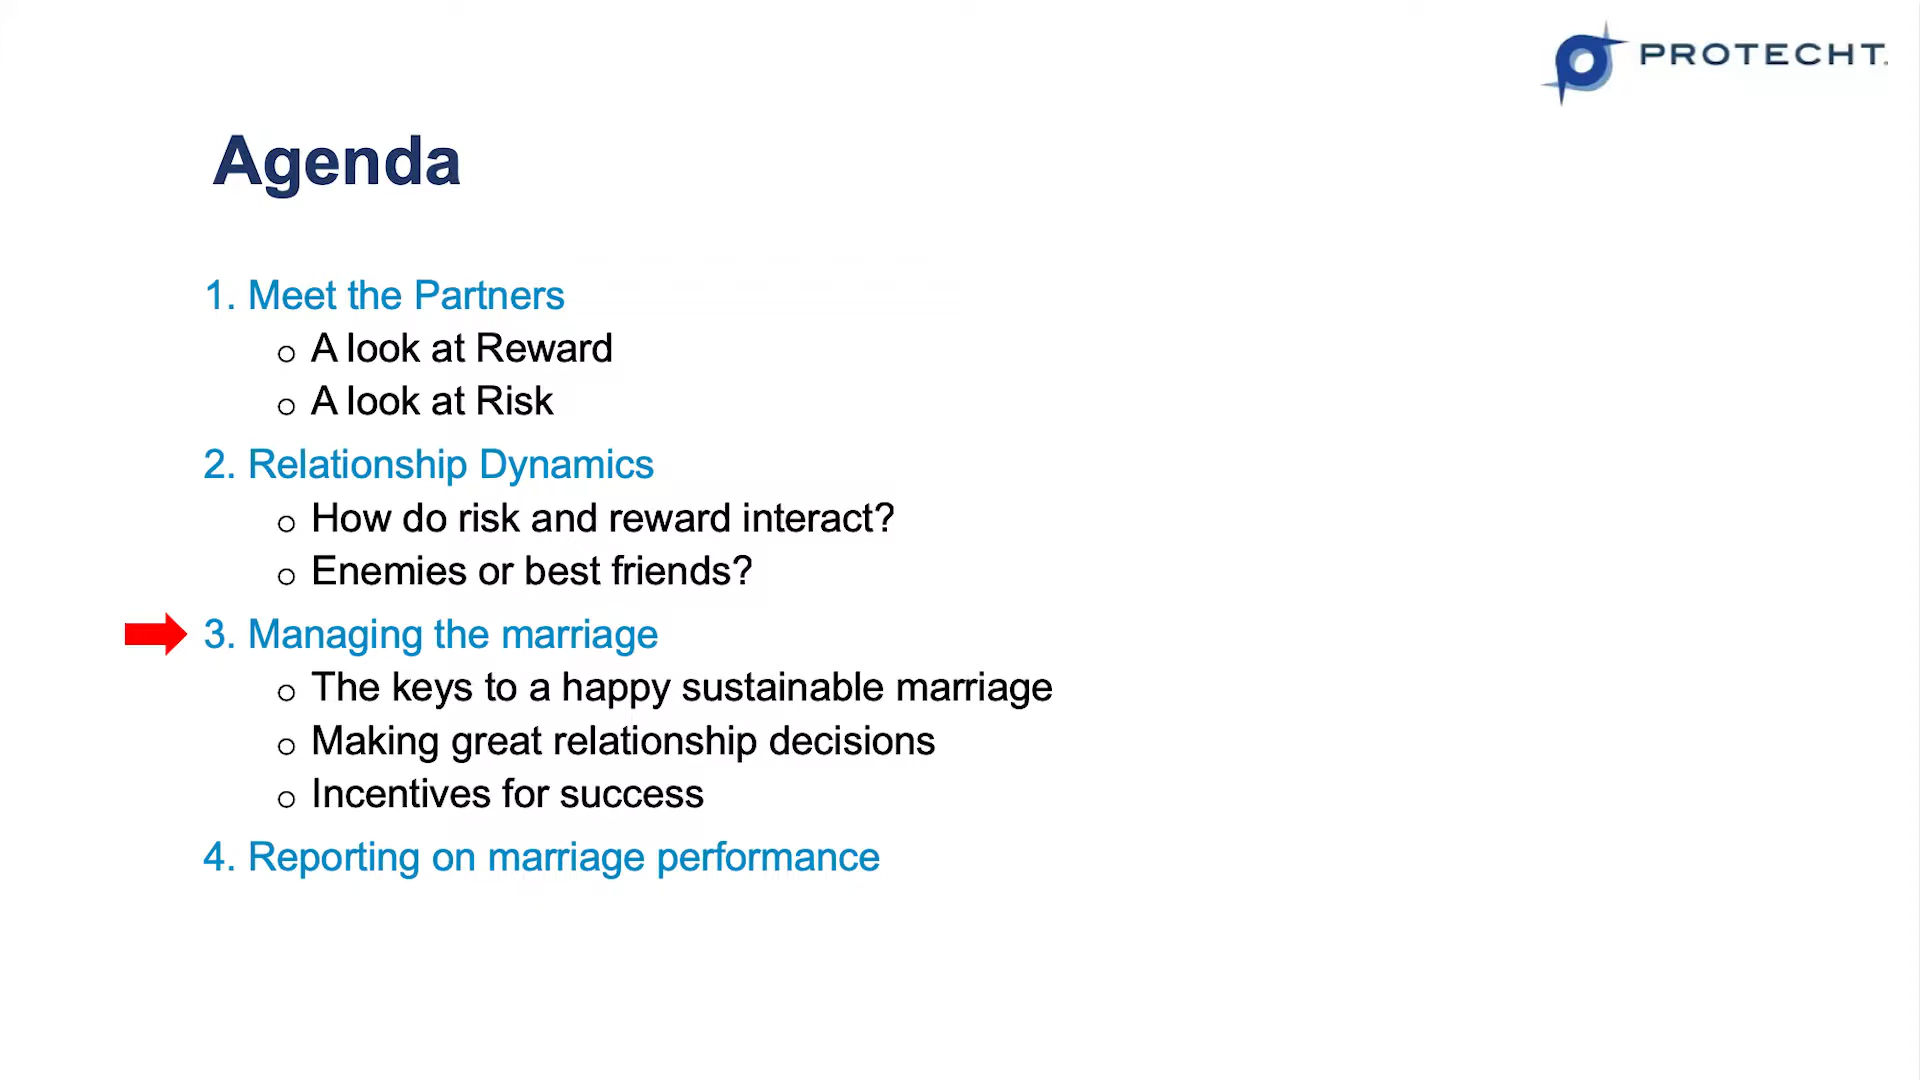 PROTECHT
Agenda
1. Meet the Partners
o A look at Reward
o A look at Risk
2. Relationship Dynamics
o How do risk and reward interact?
o Enemies or best friends?
3. Managing the marriage
o The keys to a happy sustainable marriage
o Making great relationship decisions
o Incentives for success
4. Reporting on marriage performance